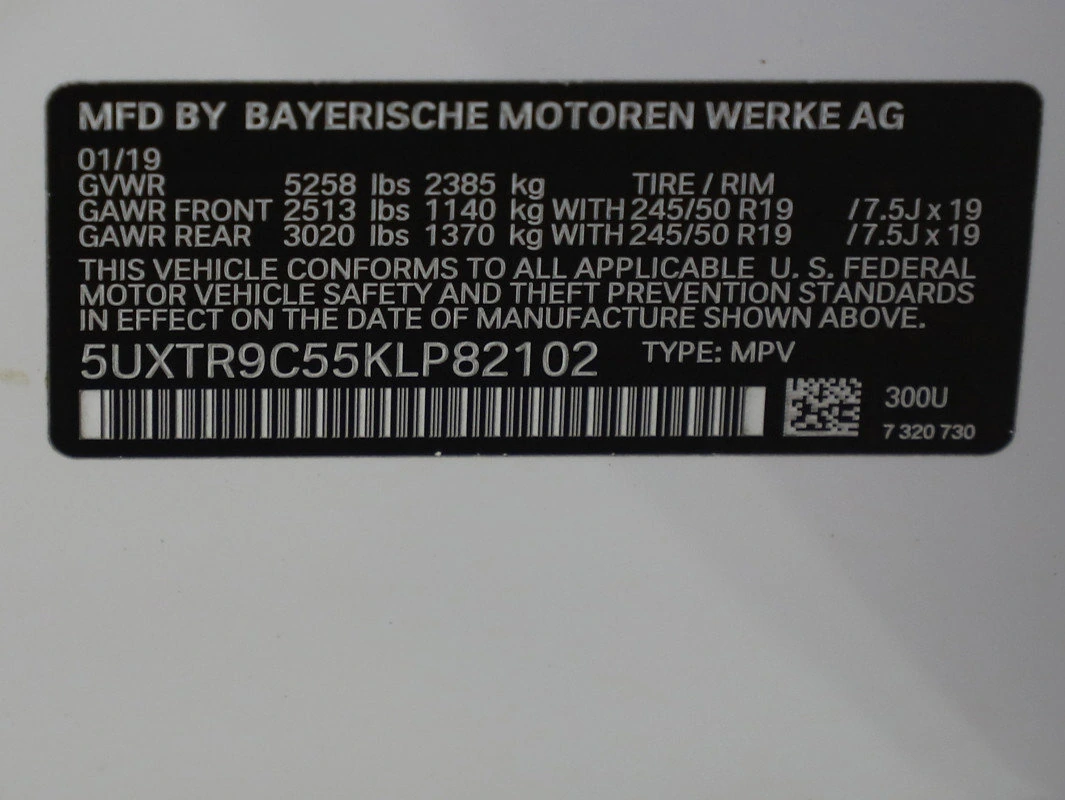 MFD BY BAYERISCHE MOTOREN WERKE AG
01/19
GVWR 5258 lbs 2385 kg TIRE / RIM
GAWR FRONT 2513 lbs 1140 kg WITH 245/50 R19 / 7.5J x 19
GAWR REAR 3020 lbs 1370 kg WITH 245/50 R19 / 7.5J x 19
THIS VEHICLE CONFORMS TO ALL APPLICABLE U. S. FEDERAL
MOTOR VEHICLE SAFETY AND THEFT PREVENTION STANDARDS
IN EFFECT ON THE DATE OF MANUFACTURE SHOWN ABOVE.
5UXTR9C55KLP82102 TYPE: MPV
300U
7 320 730